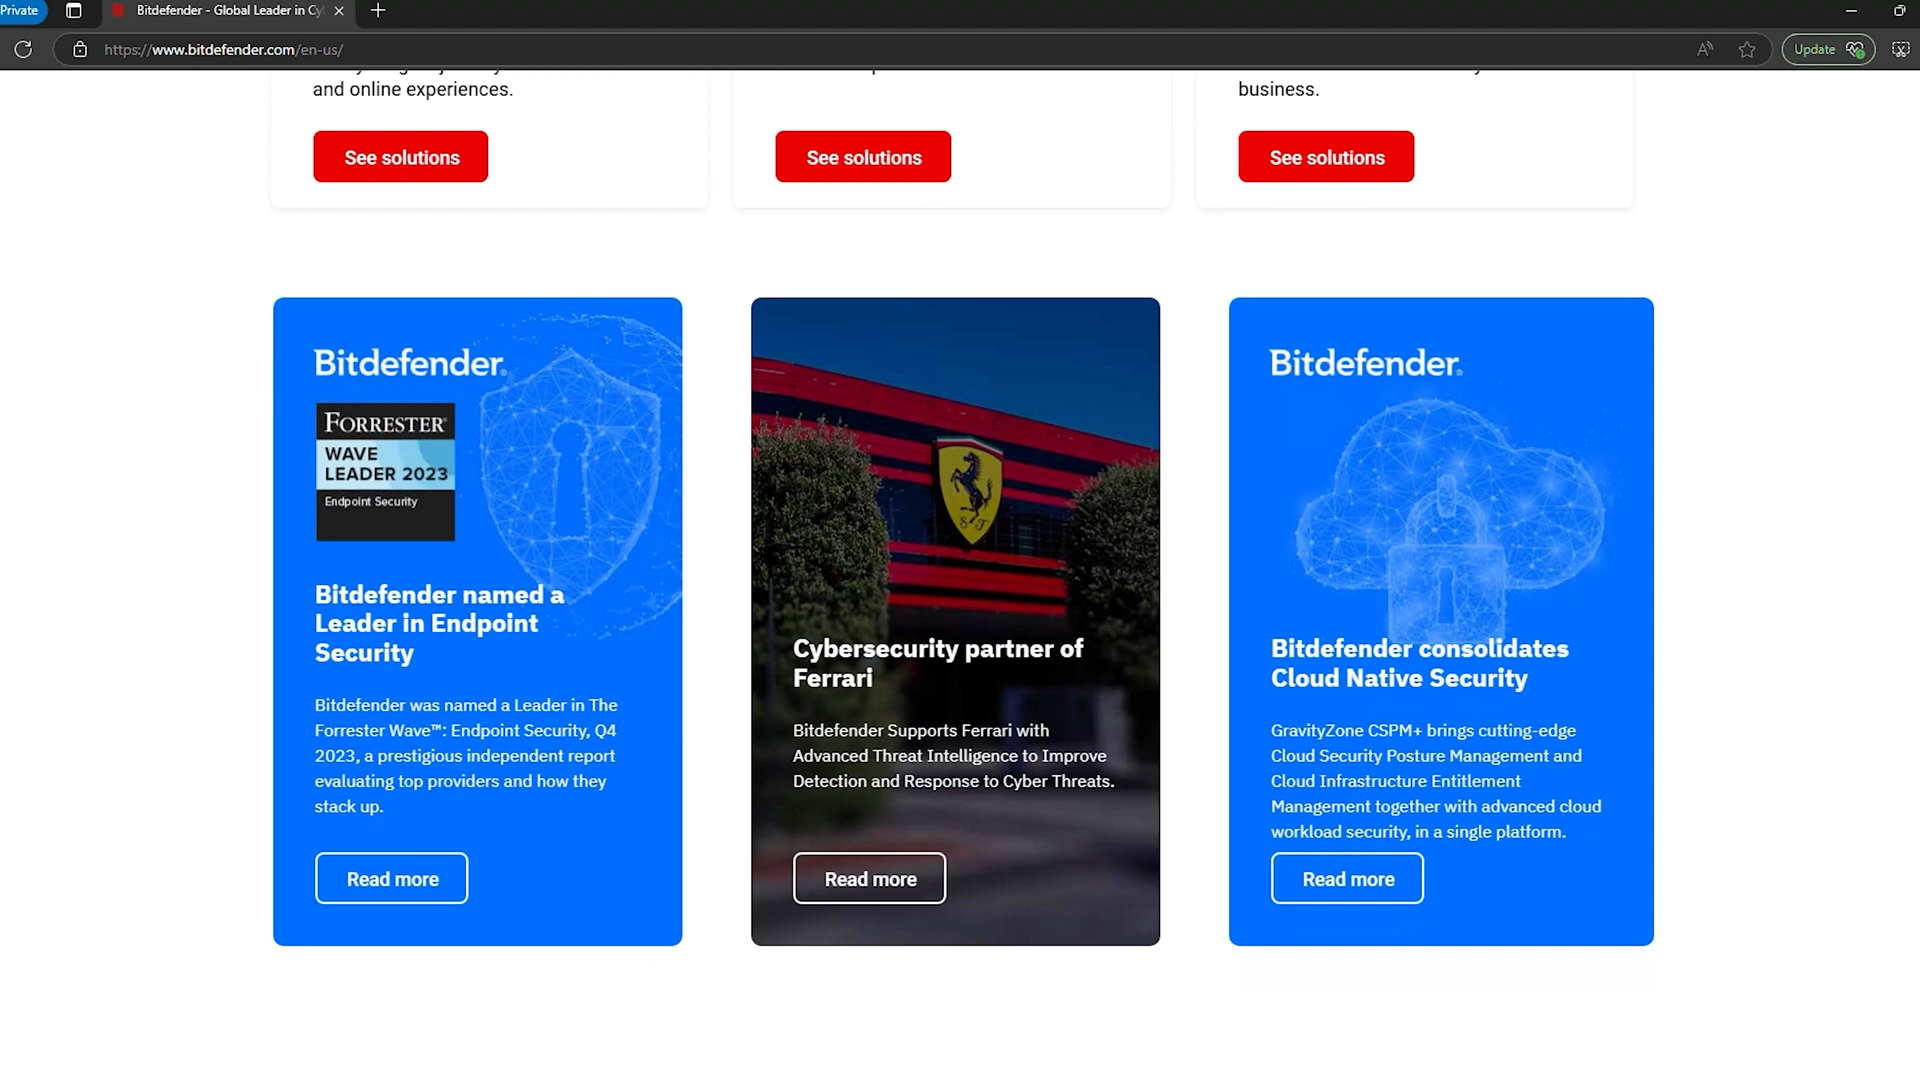 Private
Bitdefender - Global Leader in Cy
https://www.bitdefender.com/en-us/
Update
and online experiences.
business.
See solutions
See solutions
See solutions
Bitdefender
FORRESTER
WAVE
LEADER 2023
Endpoint Security
Bitdefender named a
Leader in Endpoint
Security
Bitdefender was named a Leader in The
Forrester Wave™: Endpoint Security, Q4
2023, a prestigious independent report
evaluating top providers and how they
stack up.
Read more
S F
Cybersecurity partner of
Ferrari
Bitdefender Supports Ferrari with
Advanced Threat Intelligence to Improve
Detection and Response to Cyber Threats.
Read more
Bitdefender
Bitdefender consolidates
Cloud Native Security
GravityZone CSPM+ brings cutting-edge
Cloud Security Posture Management and
Cloud Infrastructure Entitlement
Management together with advanced cloud
workload security, in a single platform.
Read more